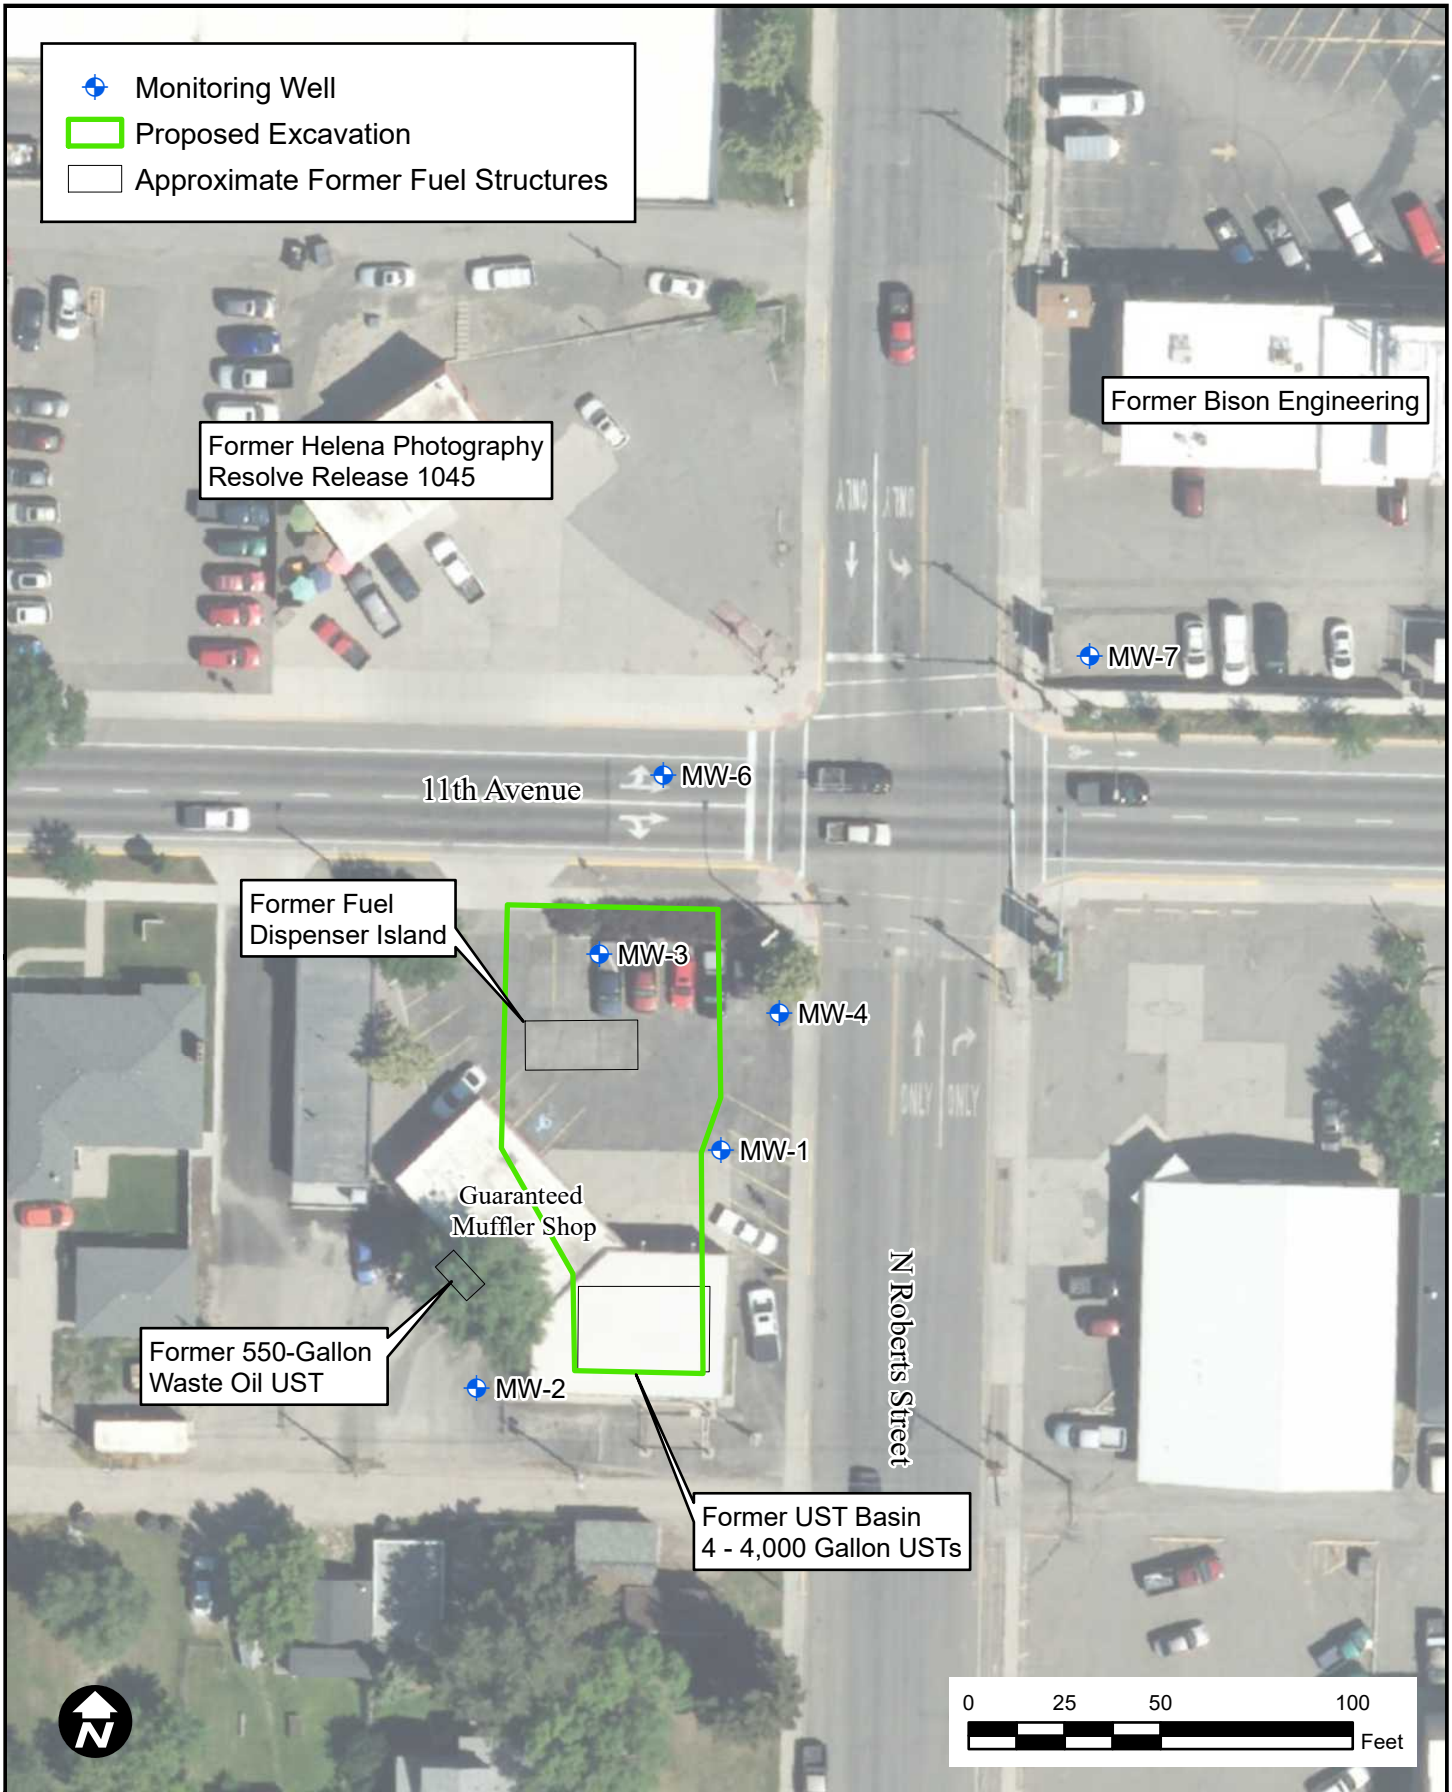 Monitoring Well
Proposed Excavation
Approximate Former Fuel Structures
Former Bison Engineering
Former Helena Photography
Resolve Release 1045
ONLY
ONLY
MW-7
MW-6
11th Avenue
Former Fuel
Dispenser Island
MW-3
MW-4
ONLY
ONLY
MW-1
Guaranteed
Muffler Shop
N Roberts Street
Former 550-Gallon
Waste Oil UST
MW-2
Former UST Basin
4 - 4,000 Gallon USTs
N
0 25 50 100
Feet